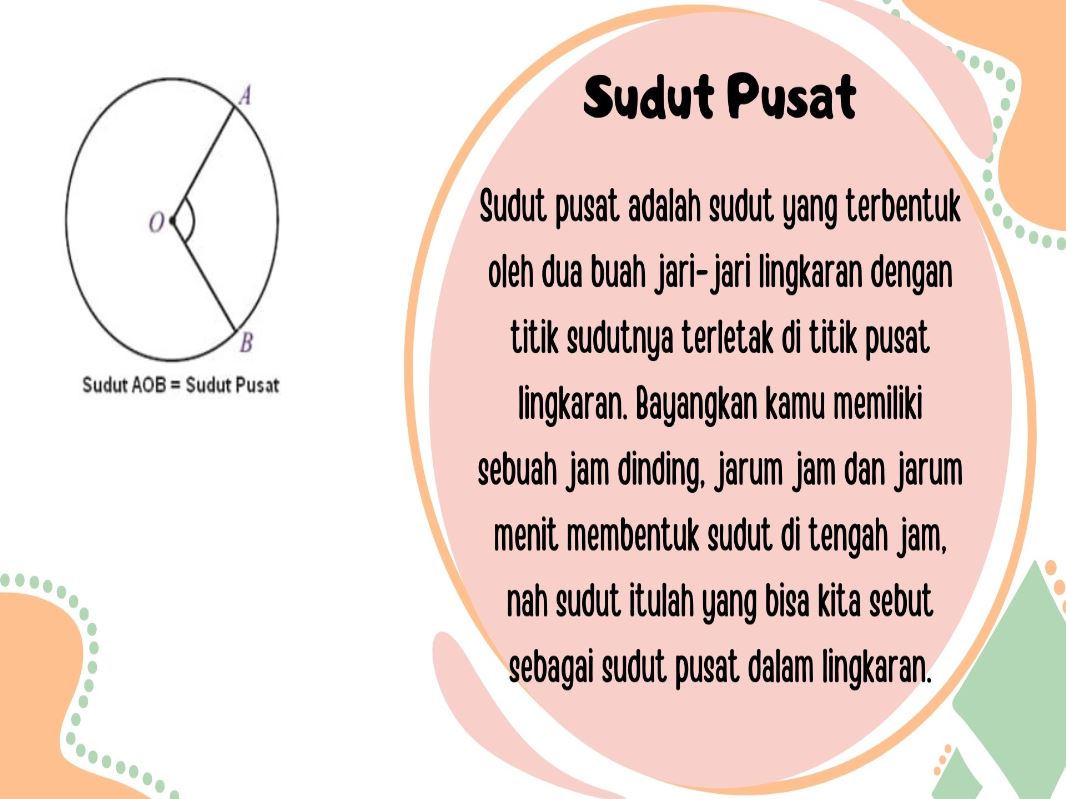 A
O
B
Sudut AOB = Sudut Pusat
Sudut Pusat
Sudut pusat adalah sudut yang terbentuk
oleh dua buah jari-jari lingkaran dengan
titik sudutnya terletak di titik pusat
lingkaran. Bayangkan kamu memiliki
sebuah jam dinding, jarum jam dan jarum
menit membentuk sudut di tengah jam,
nah sudut itulah yang bisa kita sebut
sebagai sudut pusat dalam lingkaran.